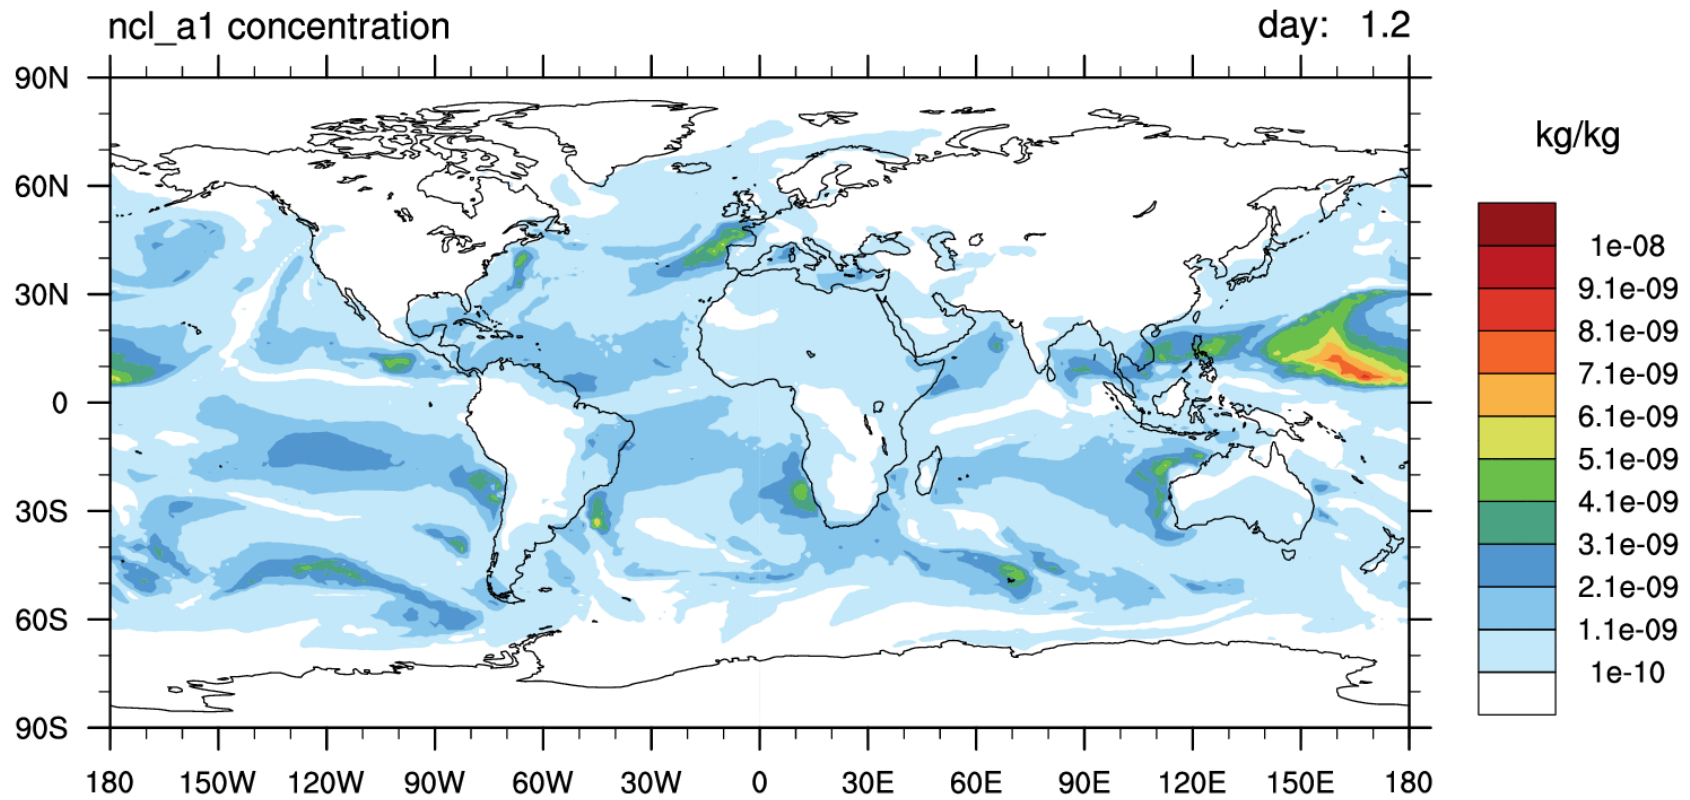 ncl_a1 concentration
day: 1.2
90N
60N
30N
0
30S
60S
90S
180 150W 120W 90W 60W 30W 0 30E 60E 90E 120E 150E 180
kg/kg
1e-08
9.1e-09
8.1e-09
7.1e-09
6.1e-09
5.1e-09
4.1e-09
3.1e-09
2.1e-09
1.1e-09
1e-10